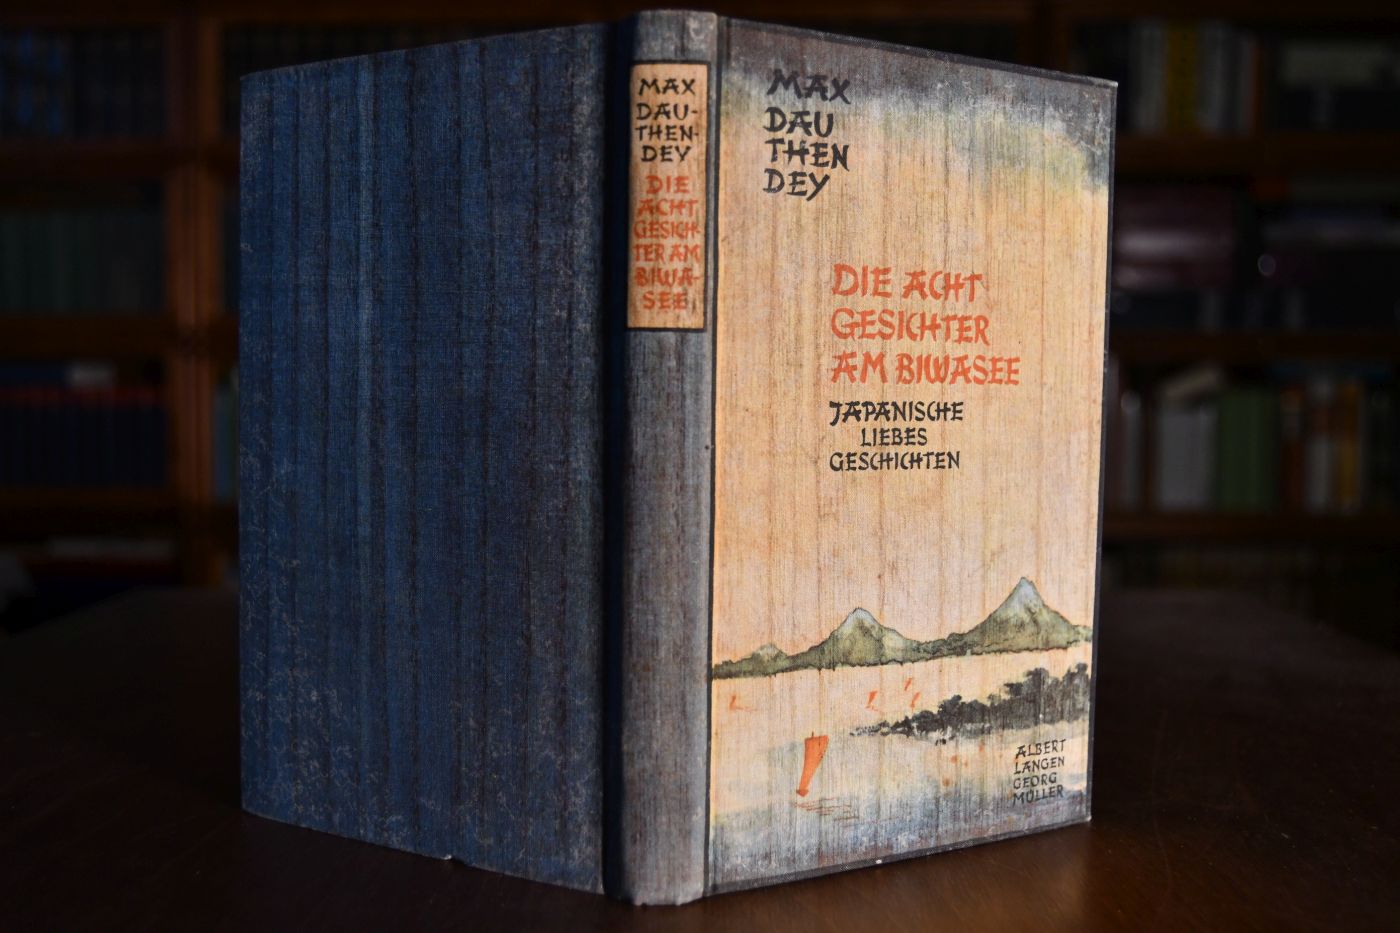 MAX
DAU-
THEN-
DEY
DIE
ACHT
GESICH-
TER AM
BIWA-
SEE
MAX
DAU
THEN
DEY
DIE ACHT
GESICHTER
AM BIWASEE
JAPANISCHE
LIEBES
GESCHICHTEN
ALBERT
LANGEN
GEORG
MÜLLER